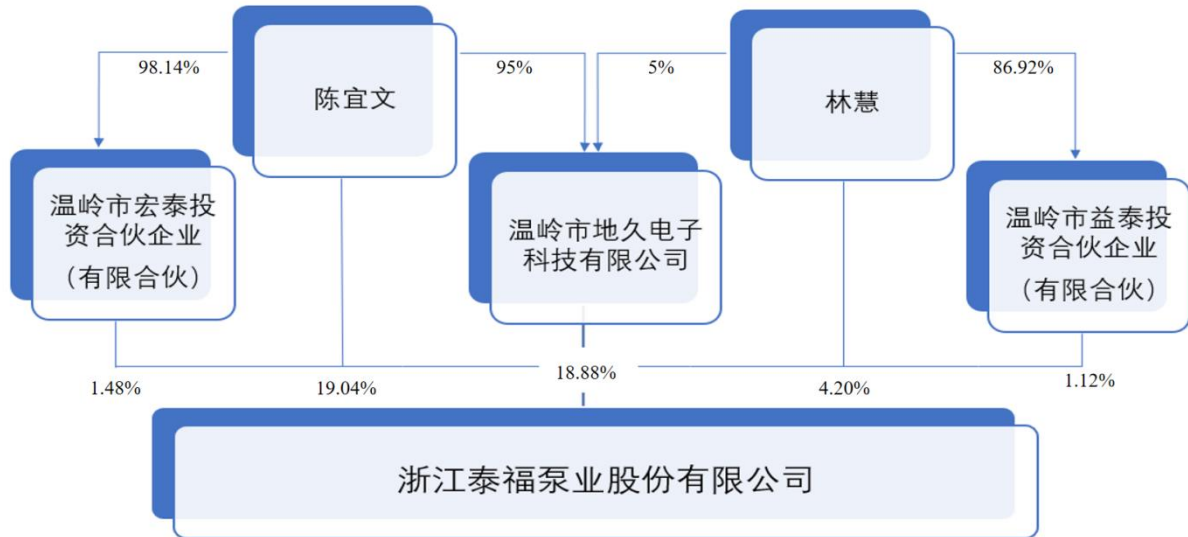 98.14%
陈宜文
95%
5%
林慧
86.92%
温岭市宏泰投
资合伙企业
（有限合伙）
温岭市地久电子
科技有限公司
温岭市益泰投
资合伙企业
（有限合伙）
1.48%
19.04%
18.88%
4.20%
1.12%
浙江泰福泵业股份有限公司